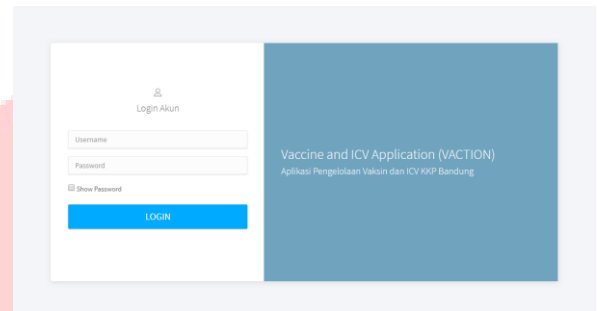 Login Akun
Username
Password
Show Password
LOGIN
Vaccine and ICV Application (VACTION)
Aplikasi Pengelolaan Vaksin dan ICV KKP Bandung